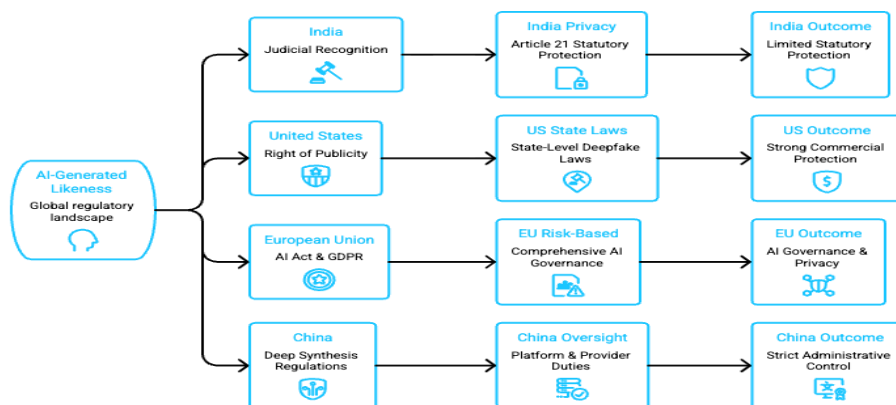 AI-Generated
Likeness
Global regulatory
landscape
India
Judicial Recognition
India Privacy
Article 21 Statutory
Protection
India Outcome
Limited Statutory
Protection
United States
Right of Publicity
US State Laws
State-Level Deepfake
Laws
US Outcome
Strong Commercial
Protection
European Union
AI Act & GDPR
EU Risk-Based
Comprehensive AI
Governance
EU Outcome
AI Governance &
Privacy
China
Deep Synthesis
Regulations
China Oversight
Platform & Provider
Duties
China Outcome
Strict Administrative
Control